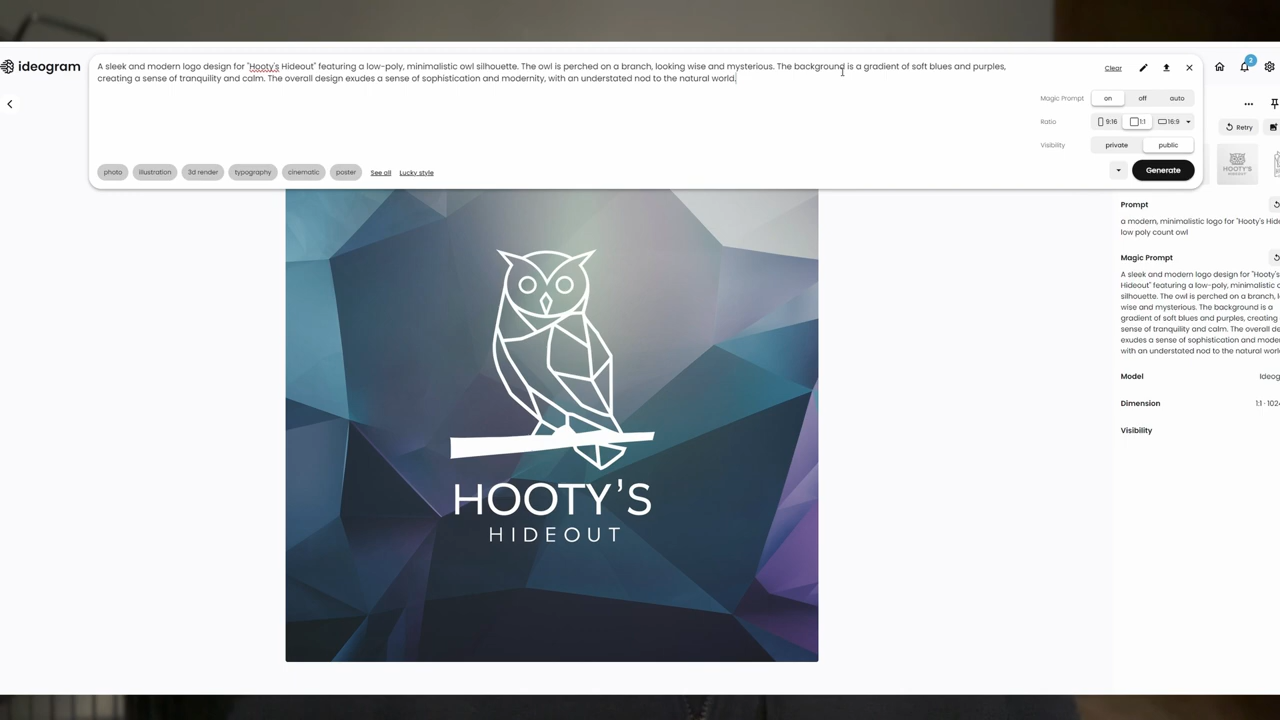 ideogram
A sleek and modern logo design for "Hooty's Hideout" featuring a low-poly, minimalistic owl silhouette. The owl is perched on a branch, looking wise and mysterious. The background is a gradient of soft blues and purples,
creating a sense of tranquility and calm. The overall design exudes a sense of sophistication and modernity, with an understated nod to the natural world.
Clear
Magic Prompt on off auto
Ratio 9:16 1:1 16:9
Visibility private public
photo illustration 3d render typography cinematic poster See all Lucky style
Generate
Retry
HOOTY'S
HIDEOUT
Prompt
a modern, minimalistic logo for "Hooty's
low poly count owl
Magic Prompt
A sleek and modern logo design for "Hooty's
Hideout" featuring a low-poly, minimalistic
silhouette. The owl is perched on a branch,
wise and mysterious. The background is a
gradient of soft blues and purples, creating
sense of tranquility and calm. The overall
exudes a sense of sophistication and
with an understated nod to the natural
Model
Dimension 1:1
Visibility
HOOTY'S
HIDEOUT